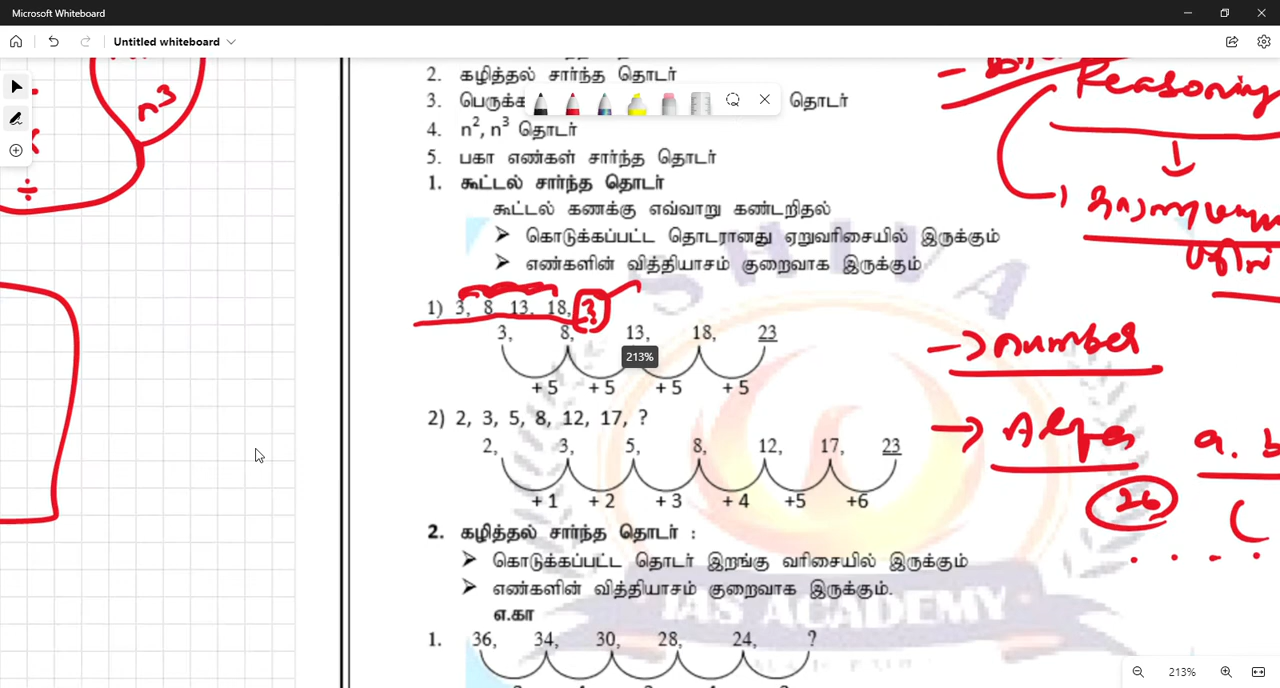 Microsoft Whiteboard
Untitled whiteboard
n³
÷
2. கழித்தல் சார்ந்த தொடர்
3. பெருக்க தொடர்
4. n², n³ தொடர்
5. பகா எண்கள் சார்ந்த தொடர்
1. கூட்டல் சார்ந்த தொடர்
கூட்டல் கணக்கு எவ்வாறு கண்டறிதல்
➤ கொடுக்கப்பட்ட தொடரானது ஏறுவரிசையில் இருக்கும்
➤ எண்களின் வித்தியாசம் குறைவாக இருக்கும்
1) 3, 8 13. 18, ?
3, 8, 13, 18, 23
213%
+ 5 + 5 + 5 + 5
2) 2, 3, 5, 8, 12, 17, ?
2, 3, 5, 8, 12, 17, 23
+ 1 + 2 + 3 + 4 +5 +6
2. கழித்தல் சார்ந்த தொடர் :
➤ கொடுக்கப்பட்ட தொடர் இறங்கு வரிசையில் இருக்கும்
➤ எண்களின் வித்தியாசம் குறைவாக இருக்கும்.
எ.கா
1. 36, 34, 30, 28, 24, ?
Reasoning
number
26
a. b
SHIVA
IAS ACADEMY
213%